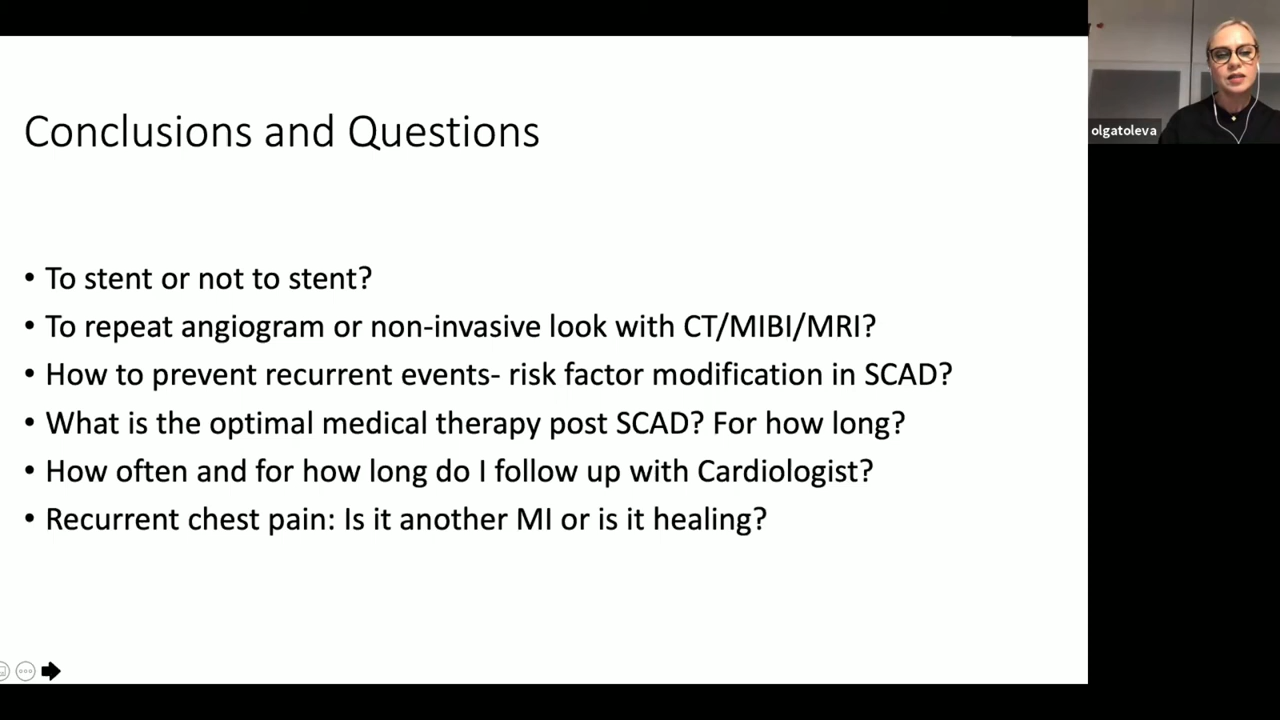 Conclusions and Questions
• To stent or not to stent?
• To repeat angiogram or non-invasive look with CT/MIBI/MRI?
• How to prevent recurrent events- risk factor modification in SCAD?
• What is the optimal medical therapy post SCAD? For how long?
• How often and for how long do I follow up with Cardiologist?
• Recurrent chest pain: Is it another MI or is it healing?
olgatoleva